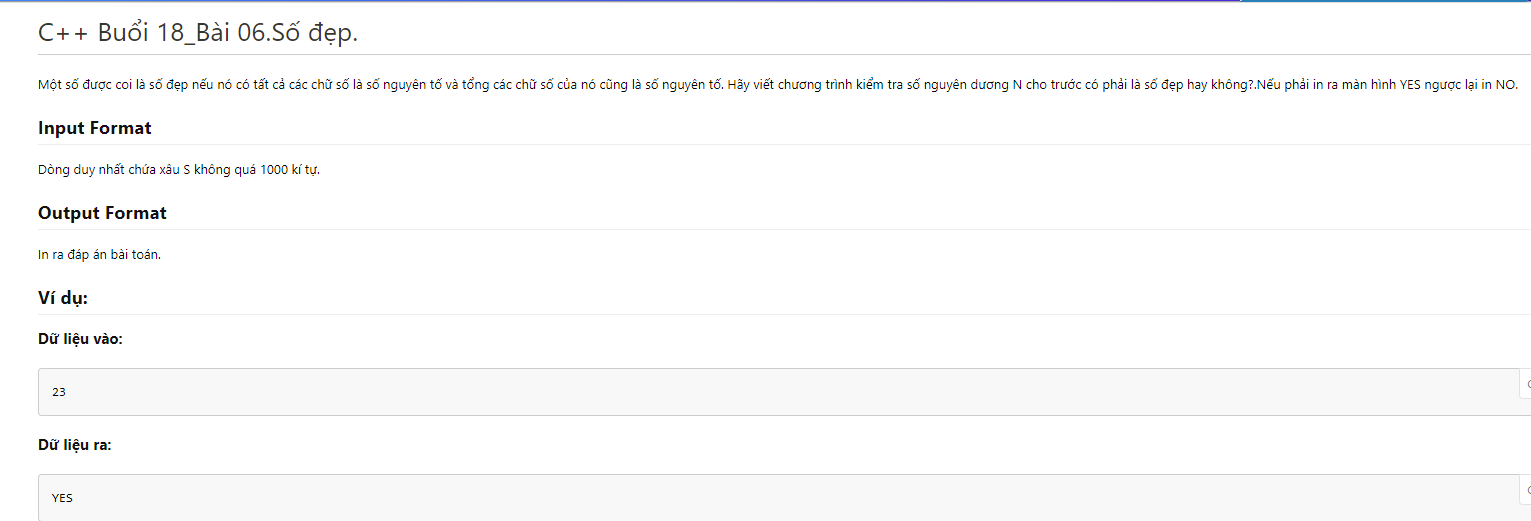 C++ Buổi 18_Bài 06.Số đẹp.
Một số được coi là số đẹp nếu nó có tất cả các chữ số là số nguyên tố và tổng các chữ số của nó cũng là số nguyên tố. Hãy viết chương trình kiểm tra số nguyên dương N cho trước có phải là số đẹp hay không?.Nếu phải in ra màn hình YES ngược lại in NO.
Input Format
Dòng duy nhất chứa xâu S không quá 1000 kí tự.
Output Format
In ra đáp án bài toán.
Ví dụ:
Dữ liệu vào:
23
Dữ liệu ra:
YES